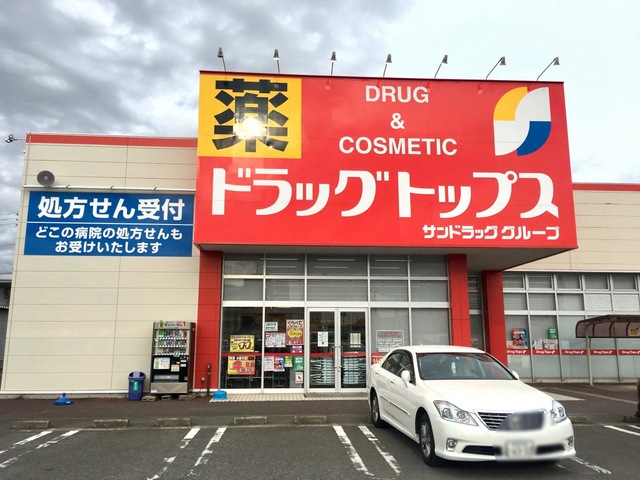 薬
DRUG
&
COSMETIC
ドラッグトップス
サンドラッググループ
処方せん受付
どこの病院の処方せんも
お受けいたします